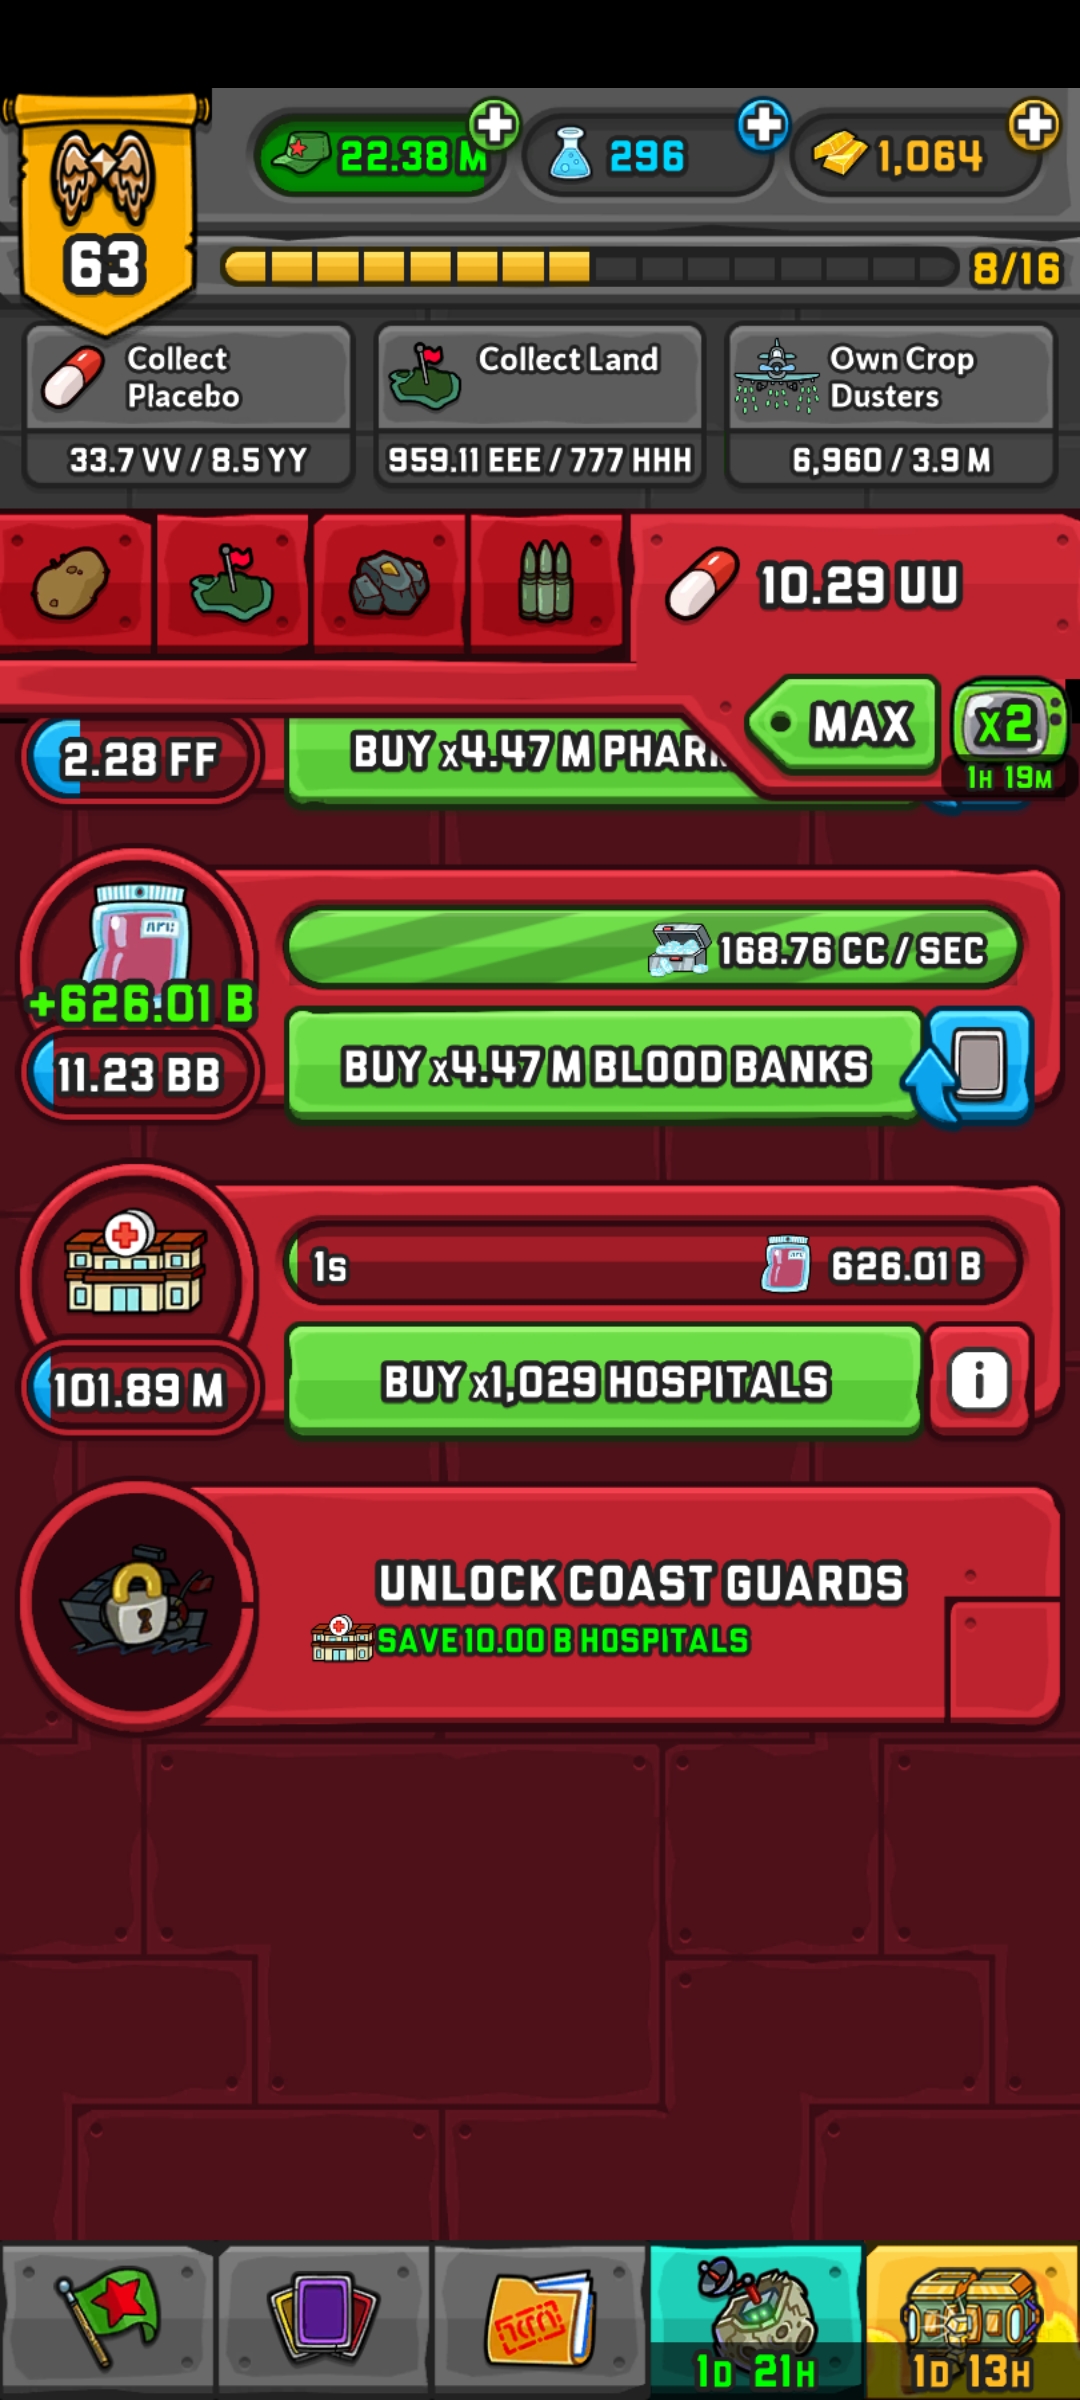 22.38 M
296
1,064
63
8/16
Collect
Placebo
33.7 VV / 8.5 YY
Collect Land
959.11 EEE / 777 HHH
Own Crop
Dusters
6,960 / 3.9 M
10.29 UU
MAX
x2
1H 19M
2.28 FF
BUY x4.47 M
168.76 CC / SEC
+626.01 B
11.23 BB
BUY x4.47 M BLOOD BANKS
1s
626.01 B
101.89 M
BUY x1,029 HOSPITALS
i
UNLOCK COAST GUARDS
SAVE 10.00 B HOSPITALS
1D 21H
1D 13H